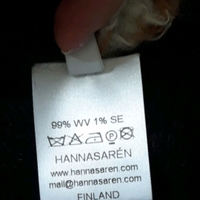 99% WV 1% SE
P
HANNASARÉN
www.hannasaren.com
mail@hannasaren.com
FINLAND